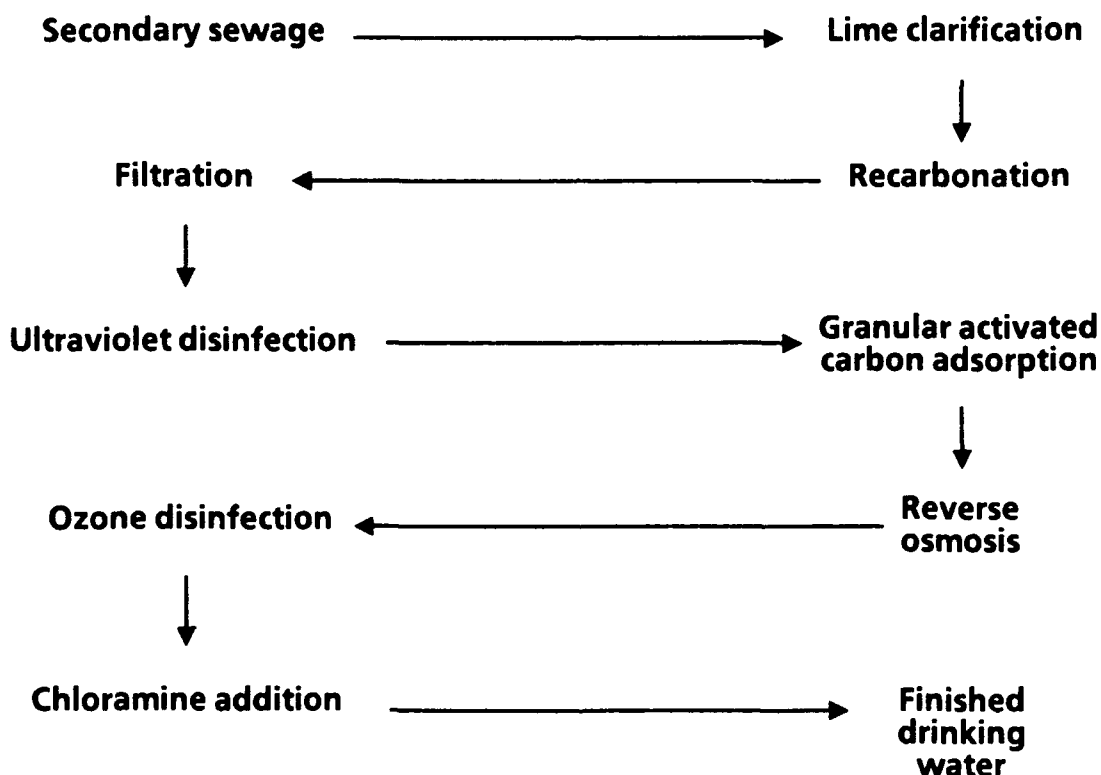 Secondary sewage
Lime clarification
Recarbonation
Filtration
Ultraviolet disinfection
Granular activated
carbon adsorption
Reverse
osmosis
Ozone disinfection
Chloramine addition
Finished
drinking
water